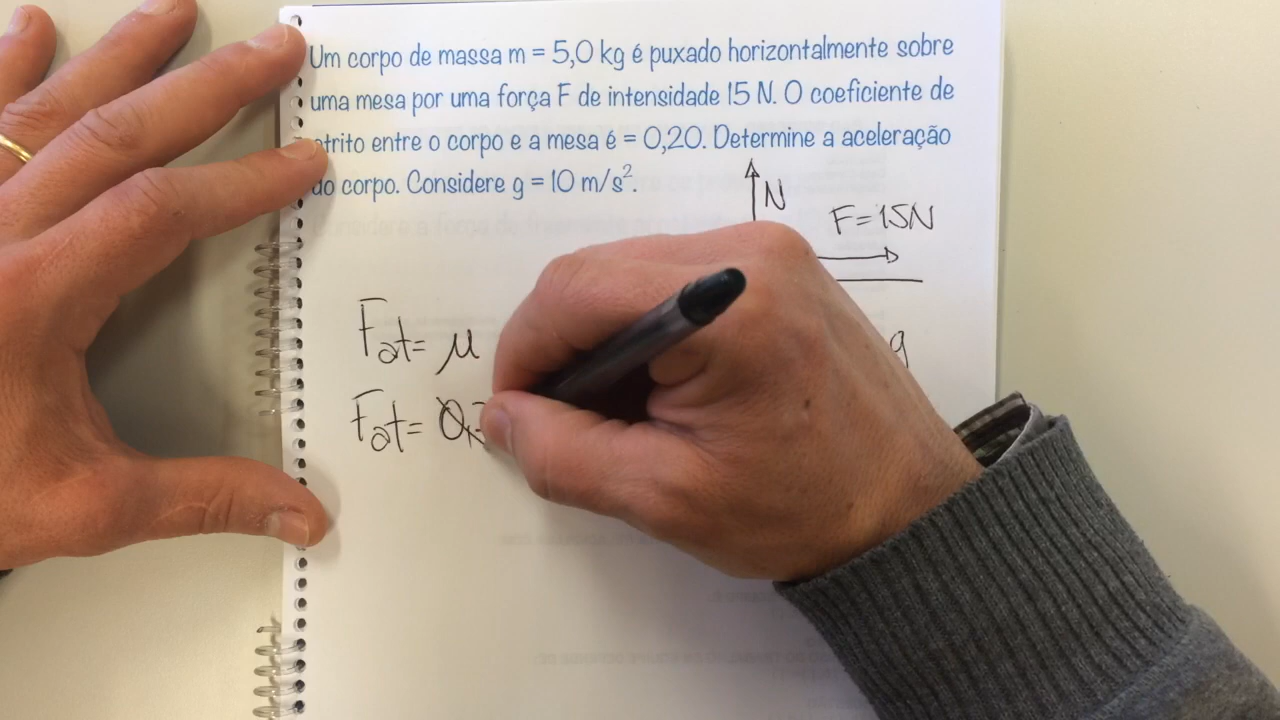 Um corpo de massa m = 5,0 kg é puxado horizontalmente sobre
uma mesa por uma força F de intensidade 15 N. O coeficiente de
atrito entre o corpo e a mesa é = 0,20. Determine a aceleração
do corpo. Considere g = 10 m/s².
N
F=15N
Fat= μ
g
Fat= 0,